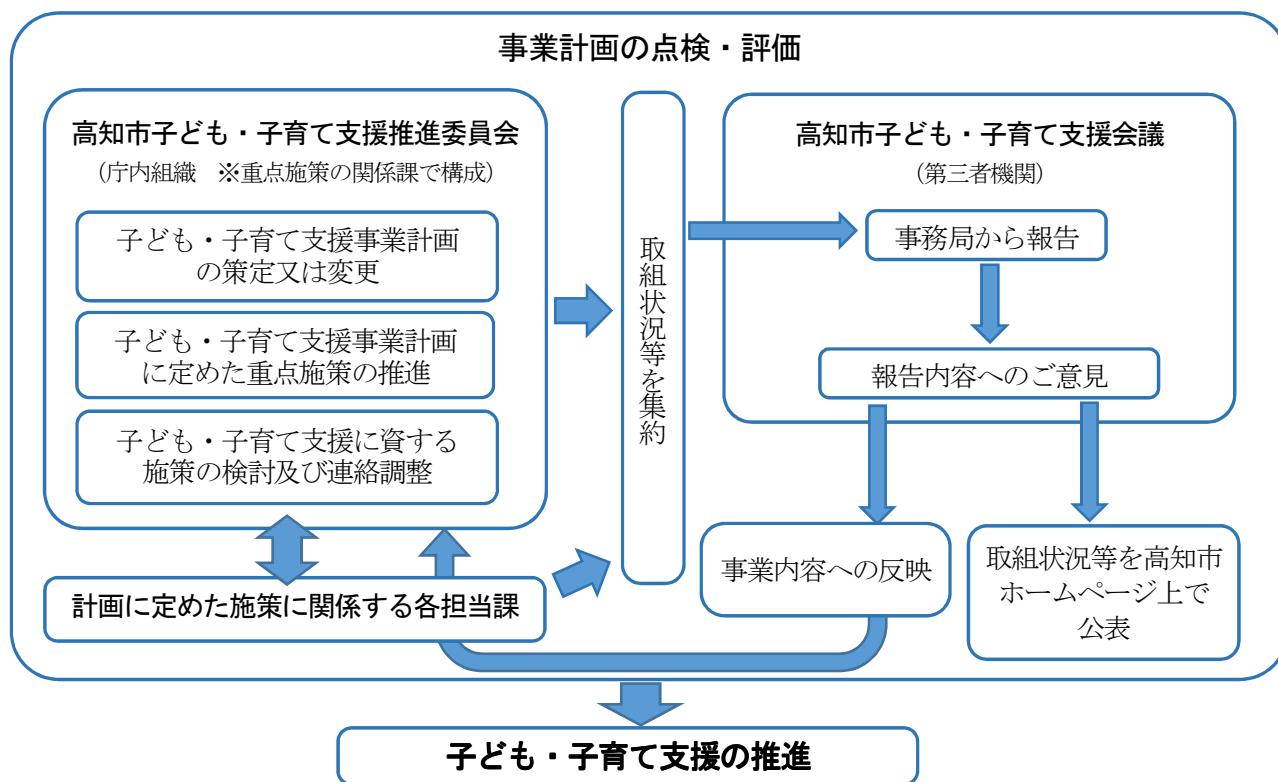 事業計画の点検・評価
高知市子ども・子育て支援推進委員会
（庁内組織　※重点施策の関係課で構成）
子ども・子育て支援事業計画
の策定又は変更
子ども・子育て支援事業計画
に定めた重点施策の推進
子ども・子育て支援に資する
施策の検討及び連絡調整
計画に定めた施策に関係する各担当課
取組状況等を集約
高知市子ども・子育て支援会議
（第三者機関）
事務局から報告
報告内容へのご意見
事業内容への反映
取組状況等を高知市
ホームページ上で
公表
子ども・子育て支援の推進